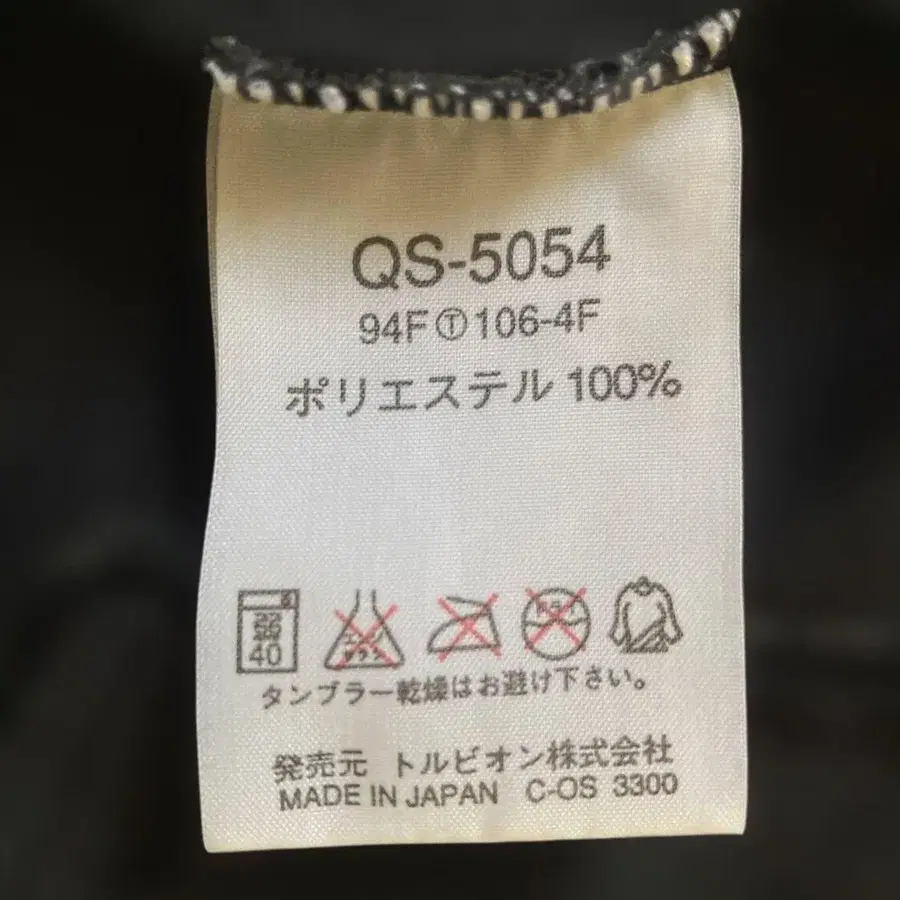 QS-5054
94FⓉ106-4F
ポリエステル 100%
40
タンブラー乾燥はお避け下さい。
発売元 トルビオン株式会社
MADE IN JAPAN C-OS 3300